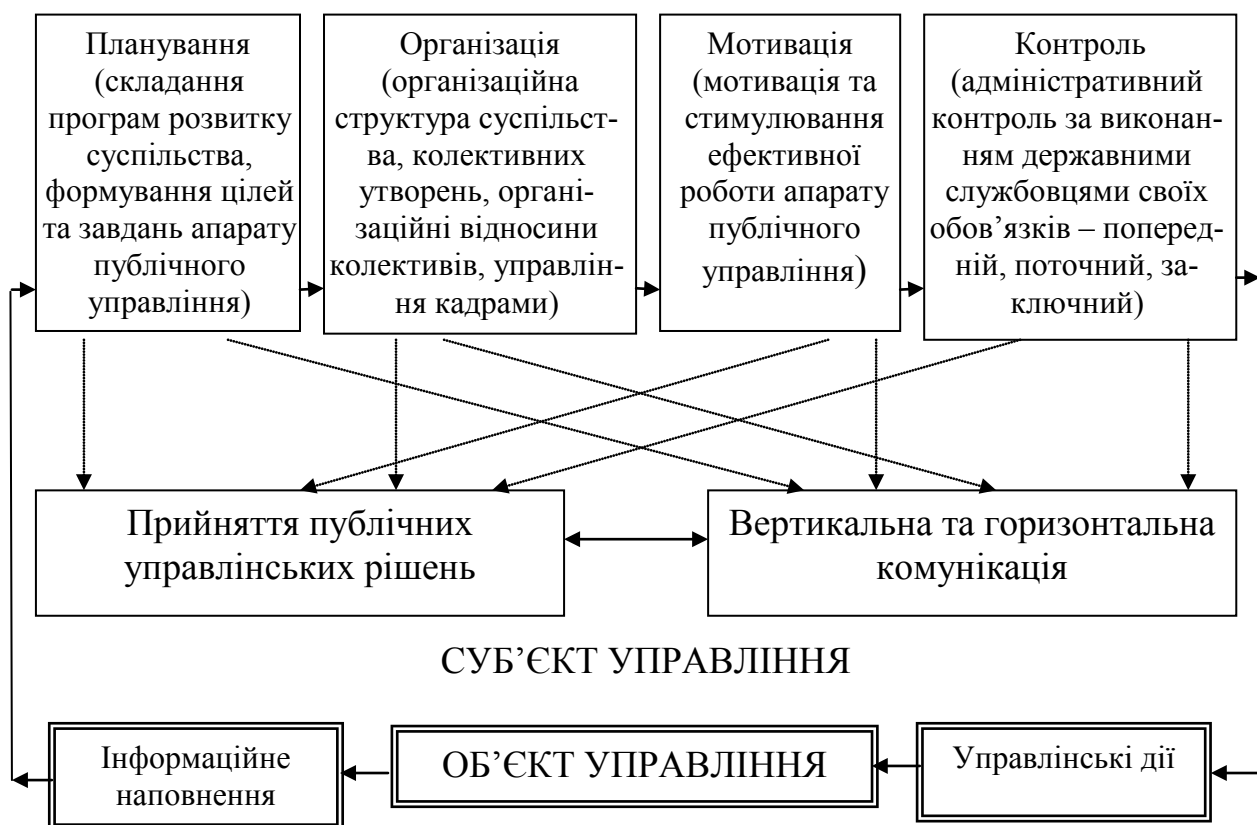 Планування
(складання
програм розвитку
суспільства,
формування цілей
та завдань апарату
публічного
управління)
Організація
(організаційна
структура суспільст-
ва, колективних
утворень, органі-
заційні відносини
колективів, управлін-
ня кадрами)
Мотивація
(мотивація та
стимулювання
ефективної
роботи апарату
публічного
управління)
Контроль
(адміністративний
контроль за виконан-
ням державними
службовцями своїх
обов’язків – поперед-
ній, поточний, за-
ключний)
Прийняття публічних
управлінських рішень
Вертикальна та горизонтальна
комунікація
СУБ’ЄКТ УПРАВЛІННЯ
Інформаційне
наповнення
ОБ’ЄКТ УПРАВЛІННЯ
Управлінські дії